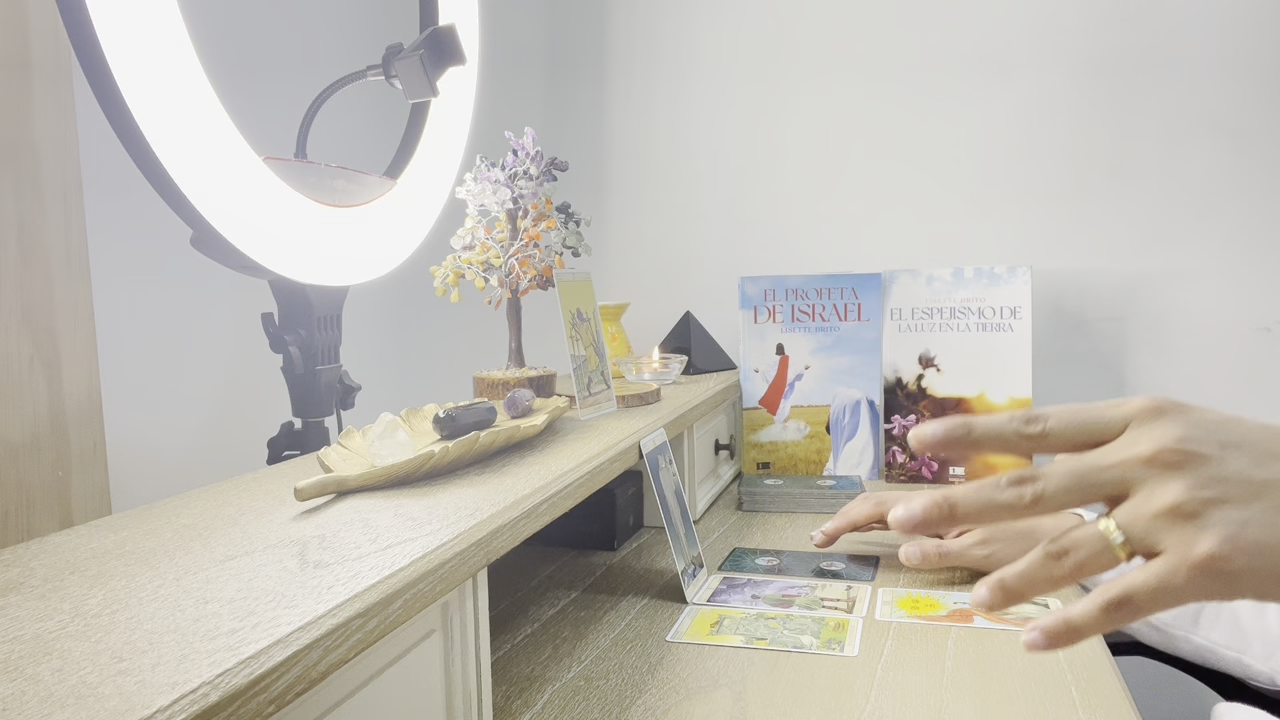 EL PROFETA
DE ISRAEL
LISETTE BRITO
LISETTE BRITO
EL ESPEJISMO DE
LA LUZ EN LA TIERRA